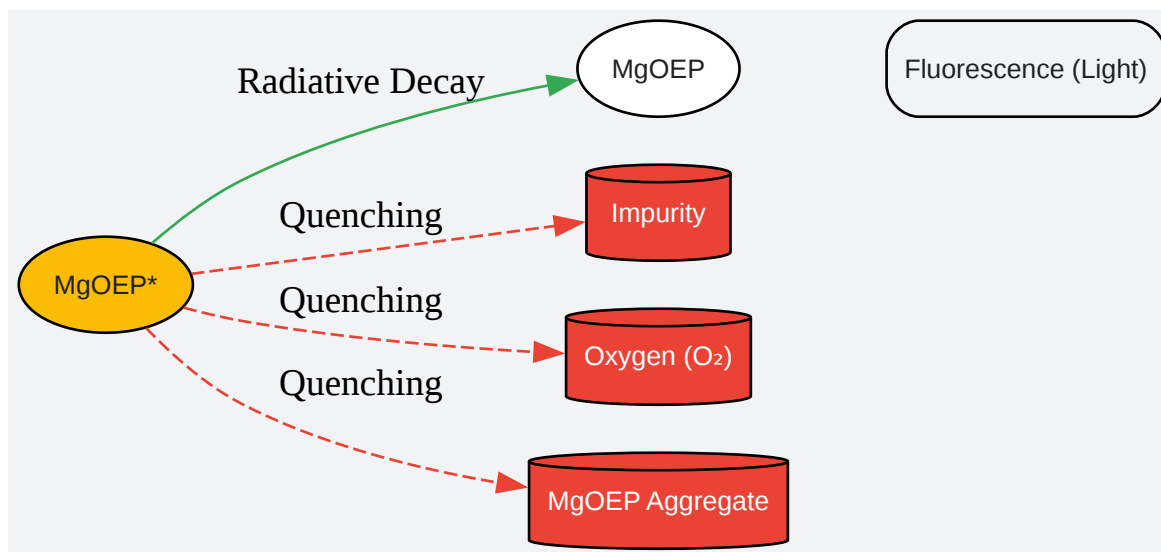 MgOEP
Fluorescence (Light)
Radiative Decay
Quenching
Impurity
MgOEP*
Quenching
Oxygen (O₂)
Quenching
MgOEP Aggregate